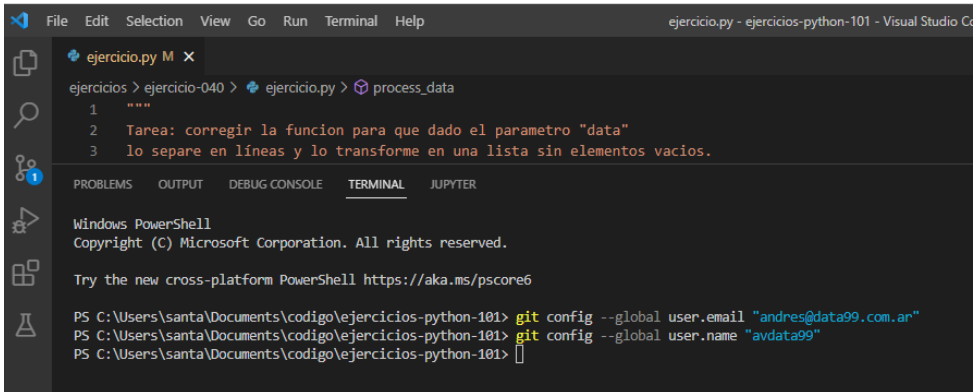 File Edit Selection View Go Run Terminal Help ejercicio.py - ejercicios-python-101 - Visual Studio Co
ejercicio.py M ×
ejercicios > ejercicio-040 > ejercicio.py > process_data
1 """
2 Tarea: corregir la funcion para que dado el parametro "data"
3 lo separe en líneas y lo transforme en una lista sin elementos vacios.
1
PROBLEMS OUTPUT DEBUG CONSOLE TERMINAL JUPYTER
Windows PowerShell
Copyright (C) Microsoft Corporation. All rights reserved.
Try the new cross-platform PowerShell https://aka.ms/pscore6
PS C:\Users\santa\Documents\codigo\ejercicios-python-101> git config --global user.email "andres@data99.com.ar"
PS C:\Users\santa\Documents\codigo\ejercicios-python-101> git config --global user.name "avdata99"
PS C:\Users\santa\Documents\codigo\ejercicios-python-101>